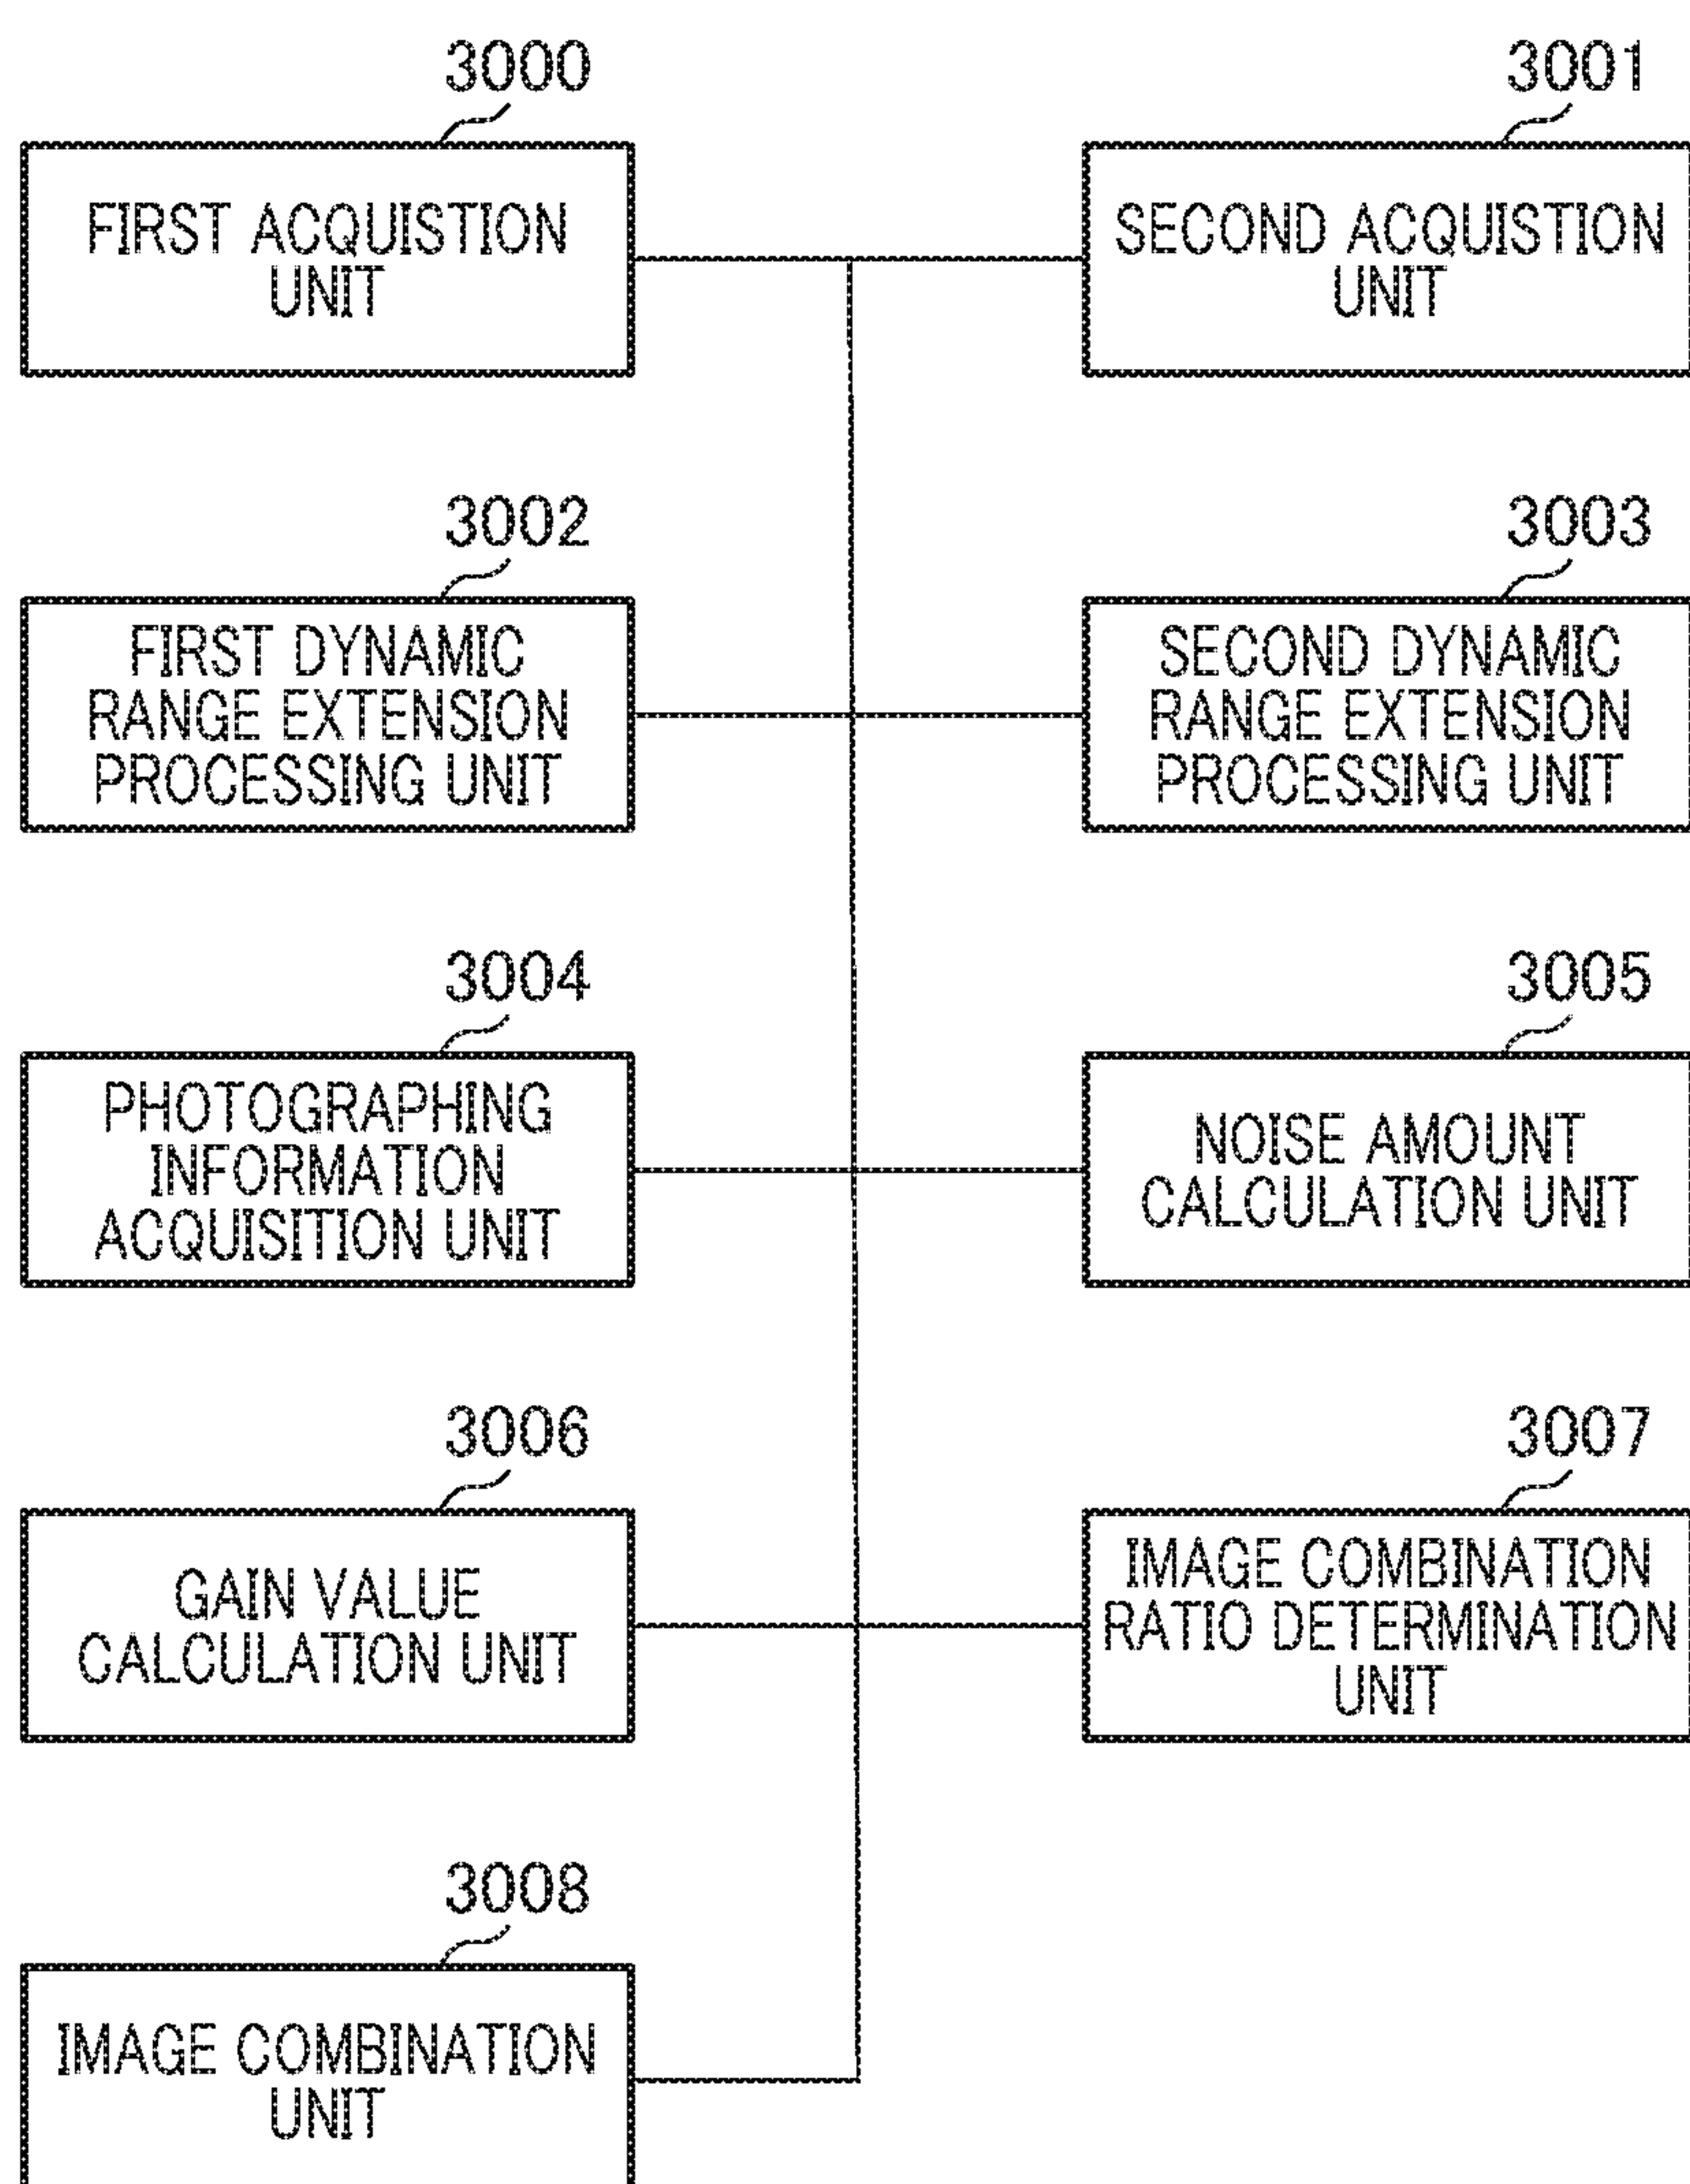 3000
FIRST ACQUISTION
UNIT
3001
SECOND ACQUISTION
UNIT
3002
FIRST DYNAMIC
RANGE EXTENSION
PROCESSING UNIT
3003
SECOND DYNAMIC
RANGE EXTENSION
PROCESSING UNIT
3004
PHOTOGRAPHING
INFORMATION
ACQUISITION UNIT
3005
NOISE AMOUNT
CALCULATION UNIT
3006
GAIN VALUE
CALCULATION UNIT
3007
IMAGE COMBINATION
RATIO DETERMINATION
UNIT
3008
IMAGE COMBINATION
UNIT